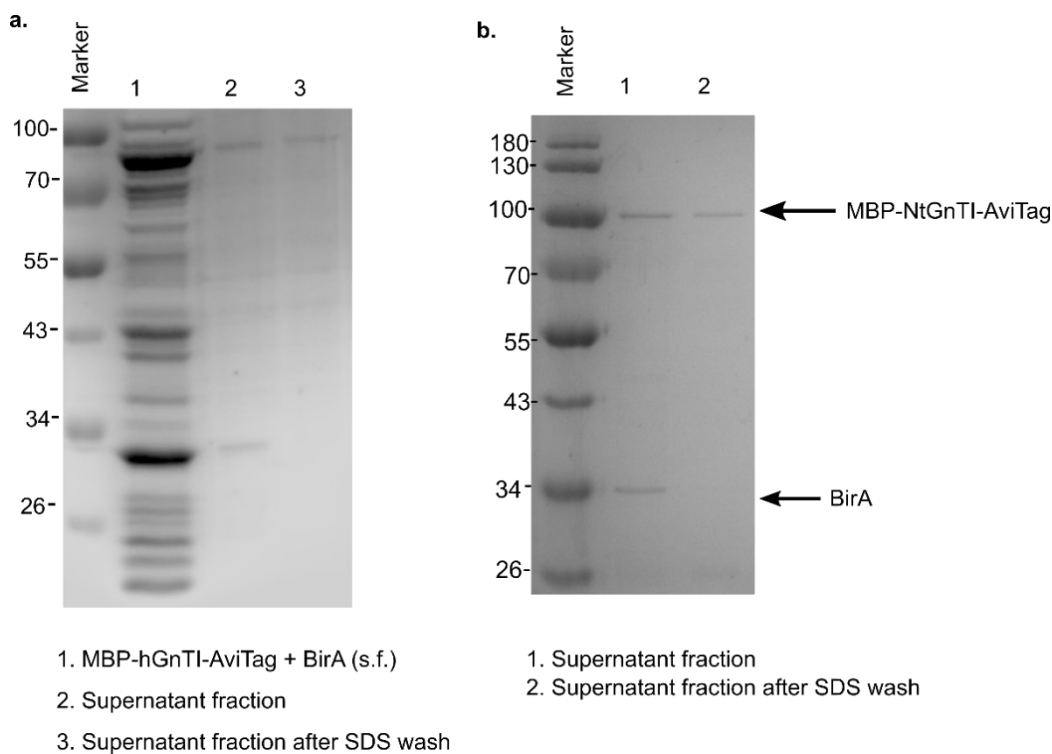 a.
Marker
1
2
3
100-
70-
55-
43-
34-
26-
1. MBP-hGnTI-AviTag + BirA (s.f.)
2. Supernatant fraction
3. Supernatant fraction after SDS wash
b.
Marker
1
2
180-
130-
100-
70-
55-
43-
34-
26-
MBP-NtGnTI-AviTag
BirA
1. Supernatant fraction
2. Supernatant fraction after SDS wash